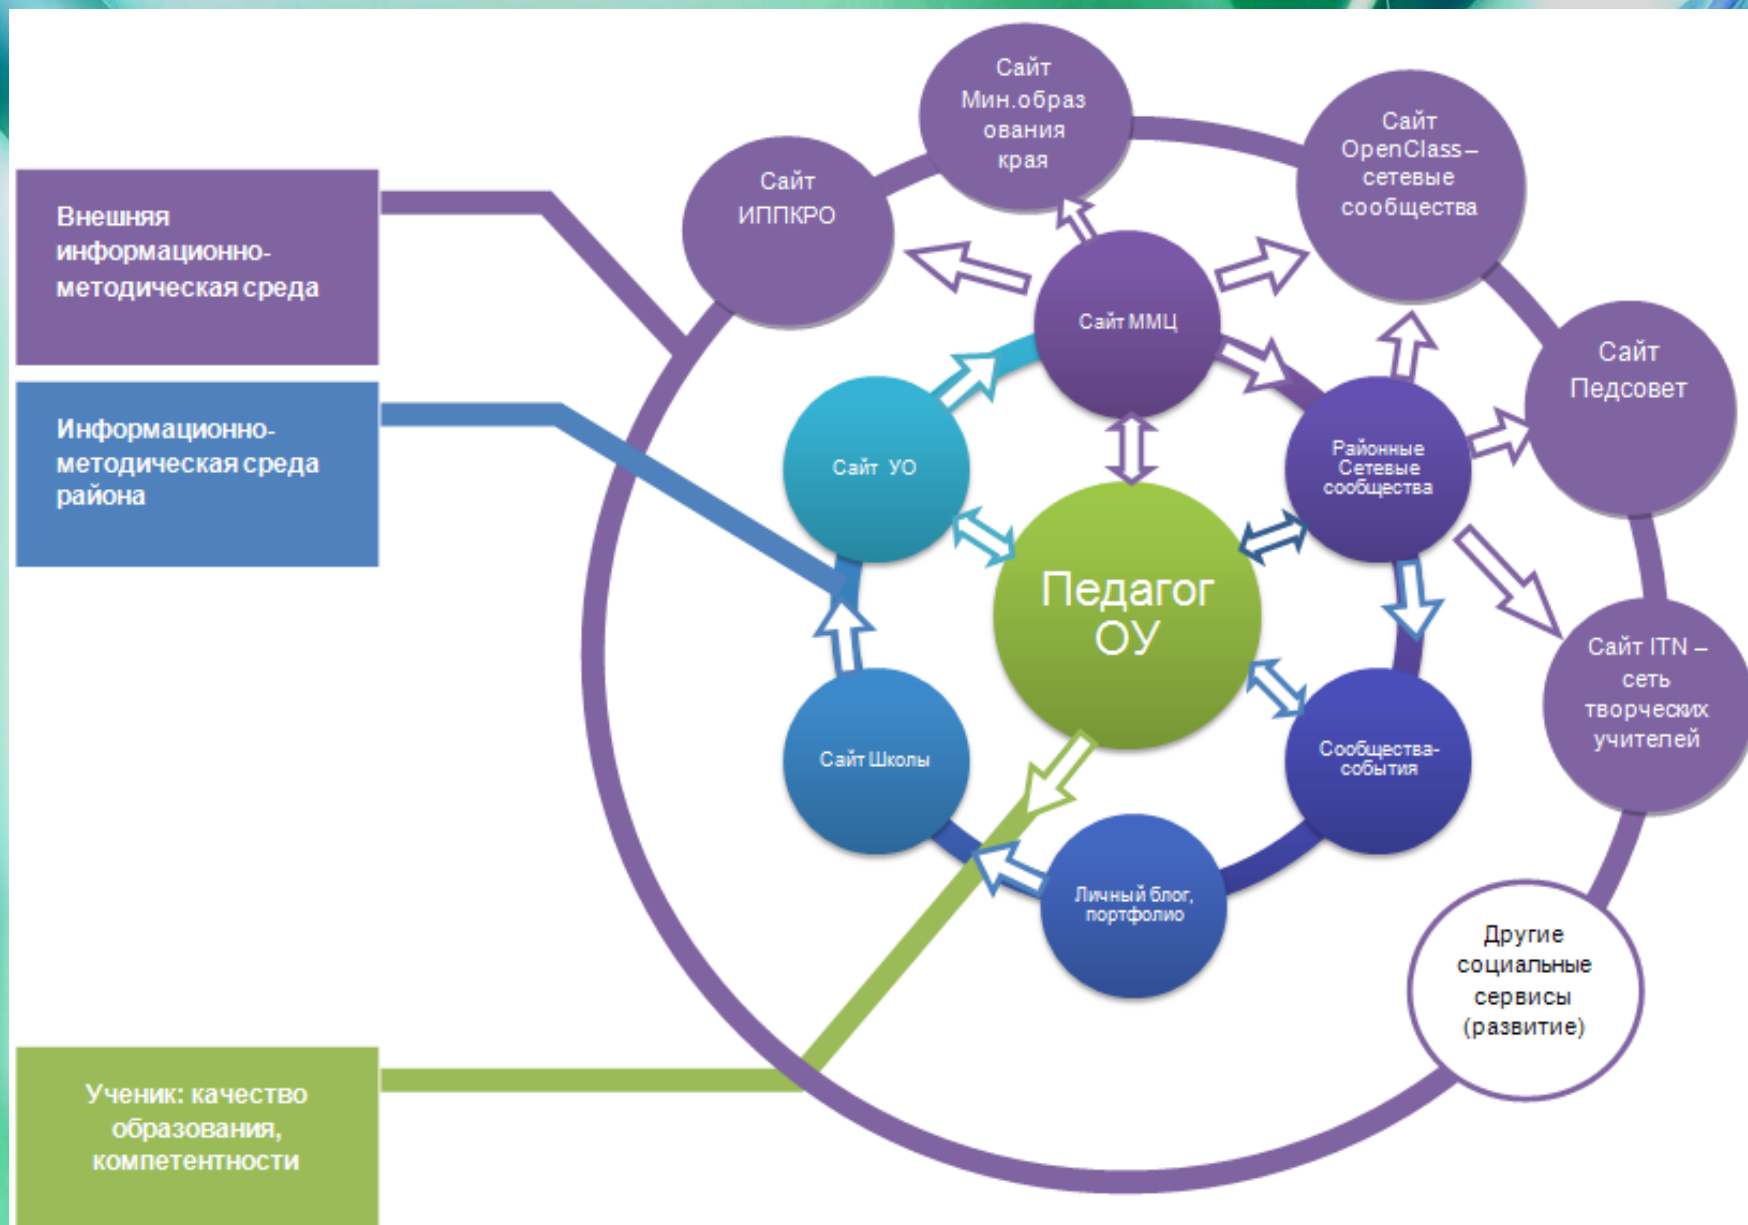 Внешняя
информационно-
методическая среда
Информационно-
методическая среда
района
Ученик: качество
образования,
компетентности
Сайт
ИППКРО
Сайт
Мин.образ
ования
края
Сайт
OpenClass –
сетевые
сообщества
Сайт
Педсовет
Сайт ITN –
сеть
творческих
учителей
Другие
социальные
сервисы
(развитие)
Сайт ММЦ
Районные
Сетевые
сообщества
Сообщества-
события
Личный блог,
портфолио
Сайт Школы
Сайт УО
Педагог
ОУ